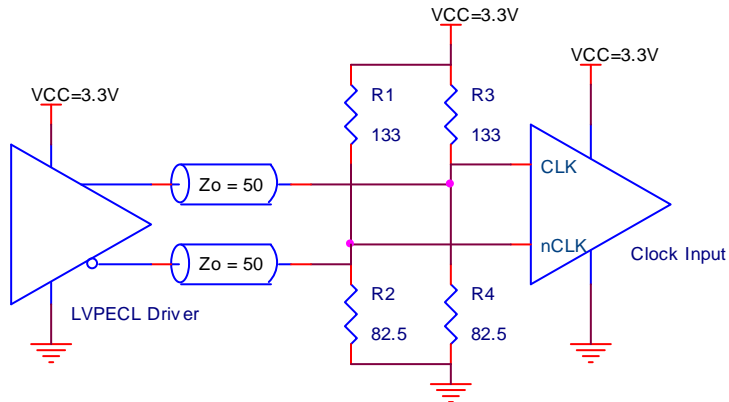 VCC=3.3V
VCC=3.3V
VCC=3.3V
R1
133
R3
133
Zo = 50
CLK
Zo = 50
nCLK
Clock Input
LVPECL Driver
R2
82.5
R4
82.5